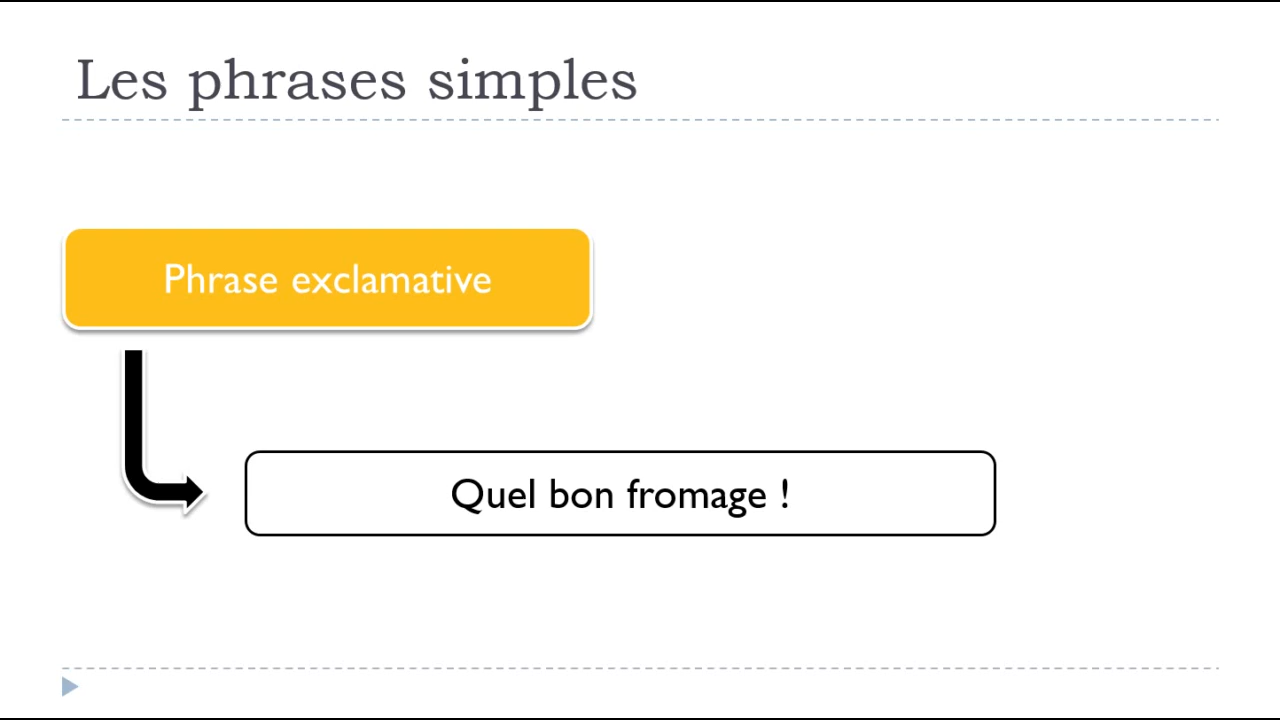 Les phrases simples
Phrase exclamative
Quel bon fromage !